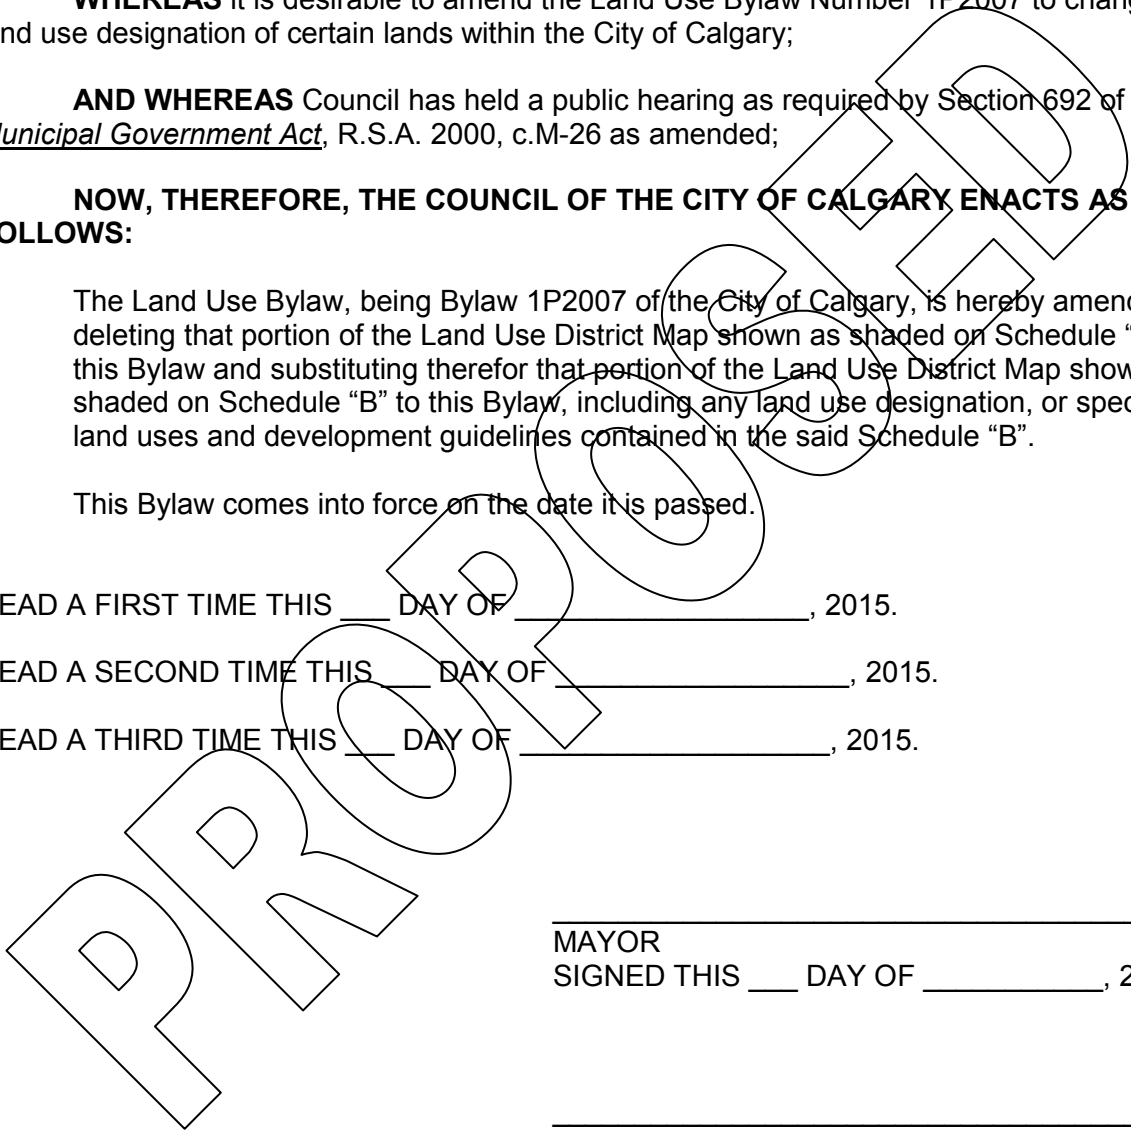 WHEREAS it is desirable to amend the Land Use Bylaw Number 1P2007 to chang
nd use designation of certain lands within the City of Calgary;
AND WHEREAS Council has held a public hearing as required by Section 692 of
unicipal Government Act, R.S.A. 2000, c.M-26 as amended;
NOW, THEREFORE, THE COUNCIL OF THE CITY OF CALGARY ENACTS AS
OLLOWS:
The Land Use Bylaw, being Bylaw 1P2007 of the City of Calgary, is hereby amend
deleting that portion of the Land Use District Map shown as shaded on Schedule “
this Bylaw and substituting therefor that portion of the Land Use District Map show
shaded on Schedule “B” to this Bylaw, including any land use designation, or spec
land uses and development guidelines contained in the said Schedule “B”.
This Bylaw comes into force on the date it is passed.
EAD A FIRST TIME THIS ___ DAY OF __________________, 2015.
EAD A SECOND TIME THIS ___ DAY OF __________________, 2015.
EAD A THIRD TIME THIS ___ DAY OF ___________________, 2015.
MAYOR
SIGNED THIS ___ DAY OF ___________, 2
PROPOSED